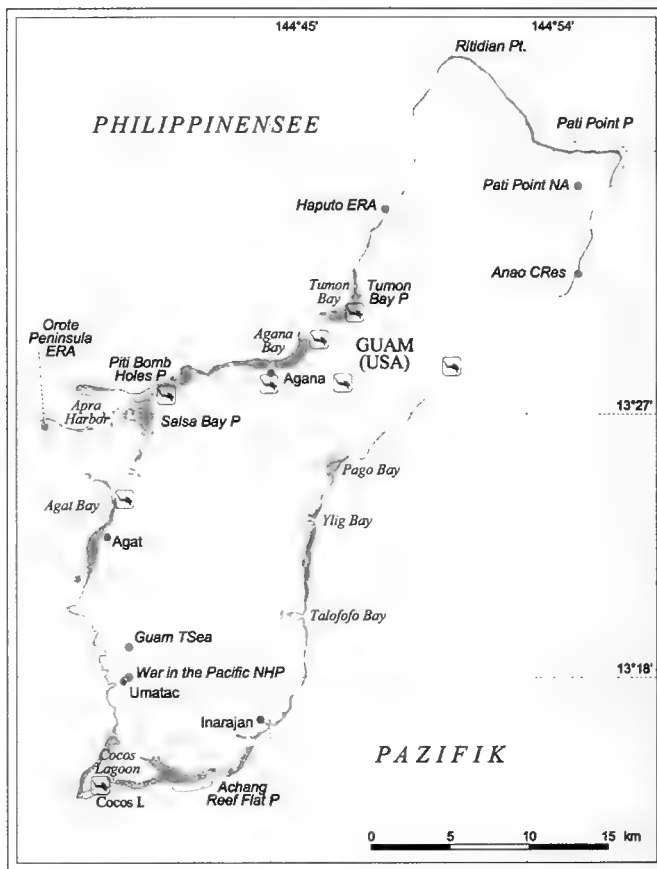 144°45'
144°54'
Ritidian Pt.
PHILIPPINENSEE
Pati Point P
Pati Point NA
Haputo ERA
Anao CRes
Tumon
Bay
Tumon
Bay P
Orote
Peninsula
ERA
Agana
Bay
GUAM
(USA)
Piti Bomb
Holes P
Agana
Apra
Harbor
Salsa Bay P
13°27'
Pago Bay
Agat Bay
Ylig Bay
Agat
Talofofo Bay
Guam TSea
War in the Pacific NHP
13°18'
Umatac
Inarajan
PAZIFIK
Cocos
Lagoon
Achang
Reef Flat P
Cocos I.
0 5 10 15 km